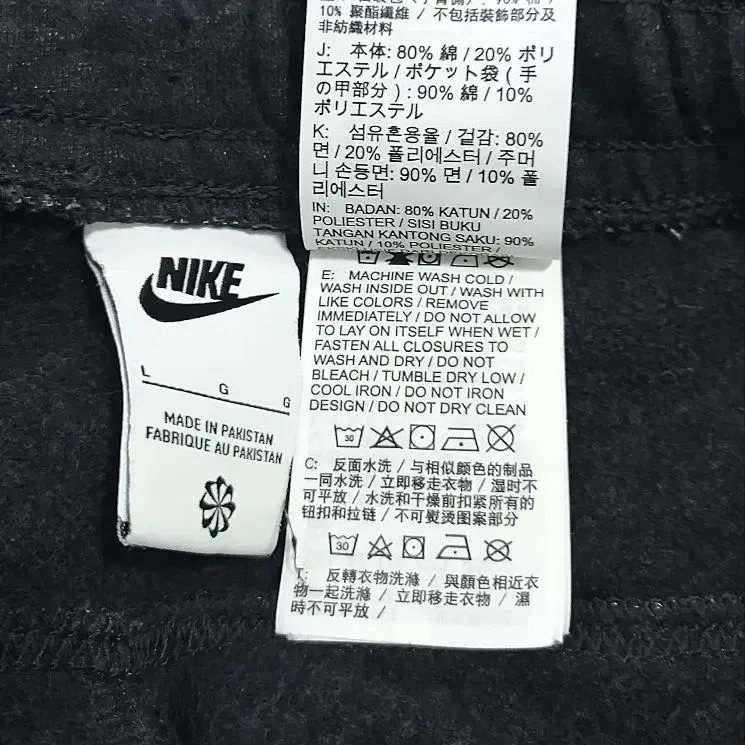 10% 聚酯纖維 / 不包括裝飾部分及
非紡織材料
J: 本体: 80% 綿 / 20% ポリ
エステル / ポケット袋 ( 手
の甲部分 ) : 90% 綿 / 10%
ポリエステル
K: 섬유혼용율 / 겉감: 80%
면 / 20% 폴리에스터 / 주머
니 손등면: 90% 면 / 10% 폴
리에스터
IN: BADAN: 80% KATUN / 20%
POLIESTER / SISI BUKU
TANGAN KANTONG SAKU: 90%
KATUN / 10% POLIESTER /
NIKE
L
G
G
MADE IN PAKISTAN
FABRIQUE AU PAKISTAN
E: MACHINE WASH COLD /
WASH INSIDE OUT / WASH WITH
LIKE COLORS / REMOVE
IMMEDIATELY / DO NOT ALLOW
TO LAY ON ITSELF WHEN WET /
FASTEN ALL CLOSURES TO
WASH AND DRY / DO NOT
BLEACH / TUMBLE DRY LOW /
COOL IRON / DO NOT IRON
DESIGN / DO NOT DRY CLEAN
30
C: 反面水洗 / 与相似颜色的制品
一同水洗 / 立即移走衣物 / 湿时不
可平放 / 水洗和干燥前扣紧所有的
钮扣和拉链 / 不可熨烫图案部分
30
T: 反轉衣物洗滌 / 與顏色相近衣
物一起洗滌 / 立即移走衣物 / 濕
時不可平放 /